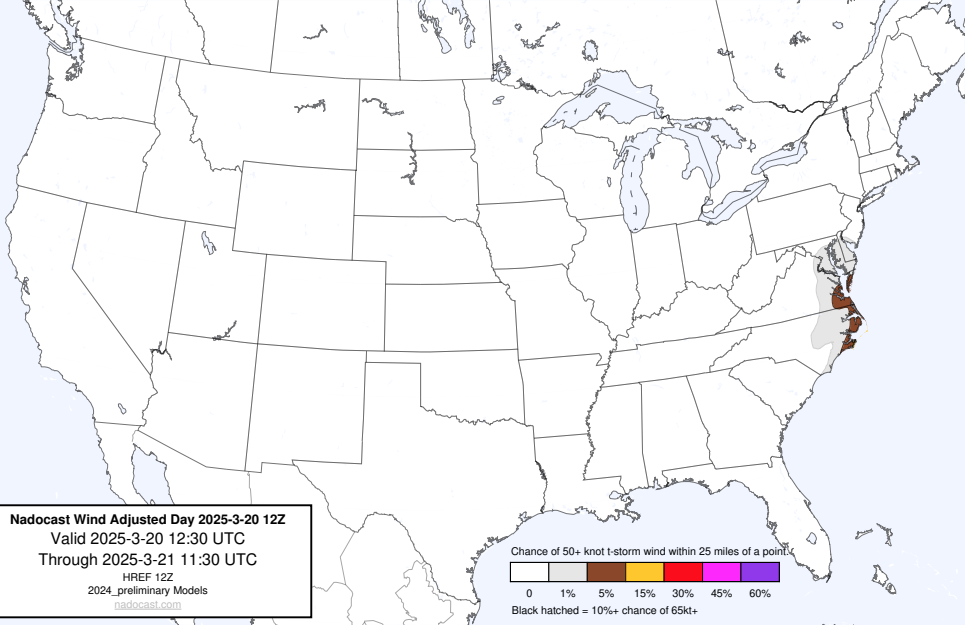 Nadocast Wind Adjusted Day 2025-3-20 12Z
Valid 2025-3-20 12:30 UTC
Through 2025-3-21 11:30 UTC
HREF 12Z
2024_preliminary Models
nadocast.com
Chance of 50+ knot t-storm wind within 25 miles of a point.
0 1% 5% 15% 30% 45% 60%
Black hatched = 10%+ chance of 65kt+